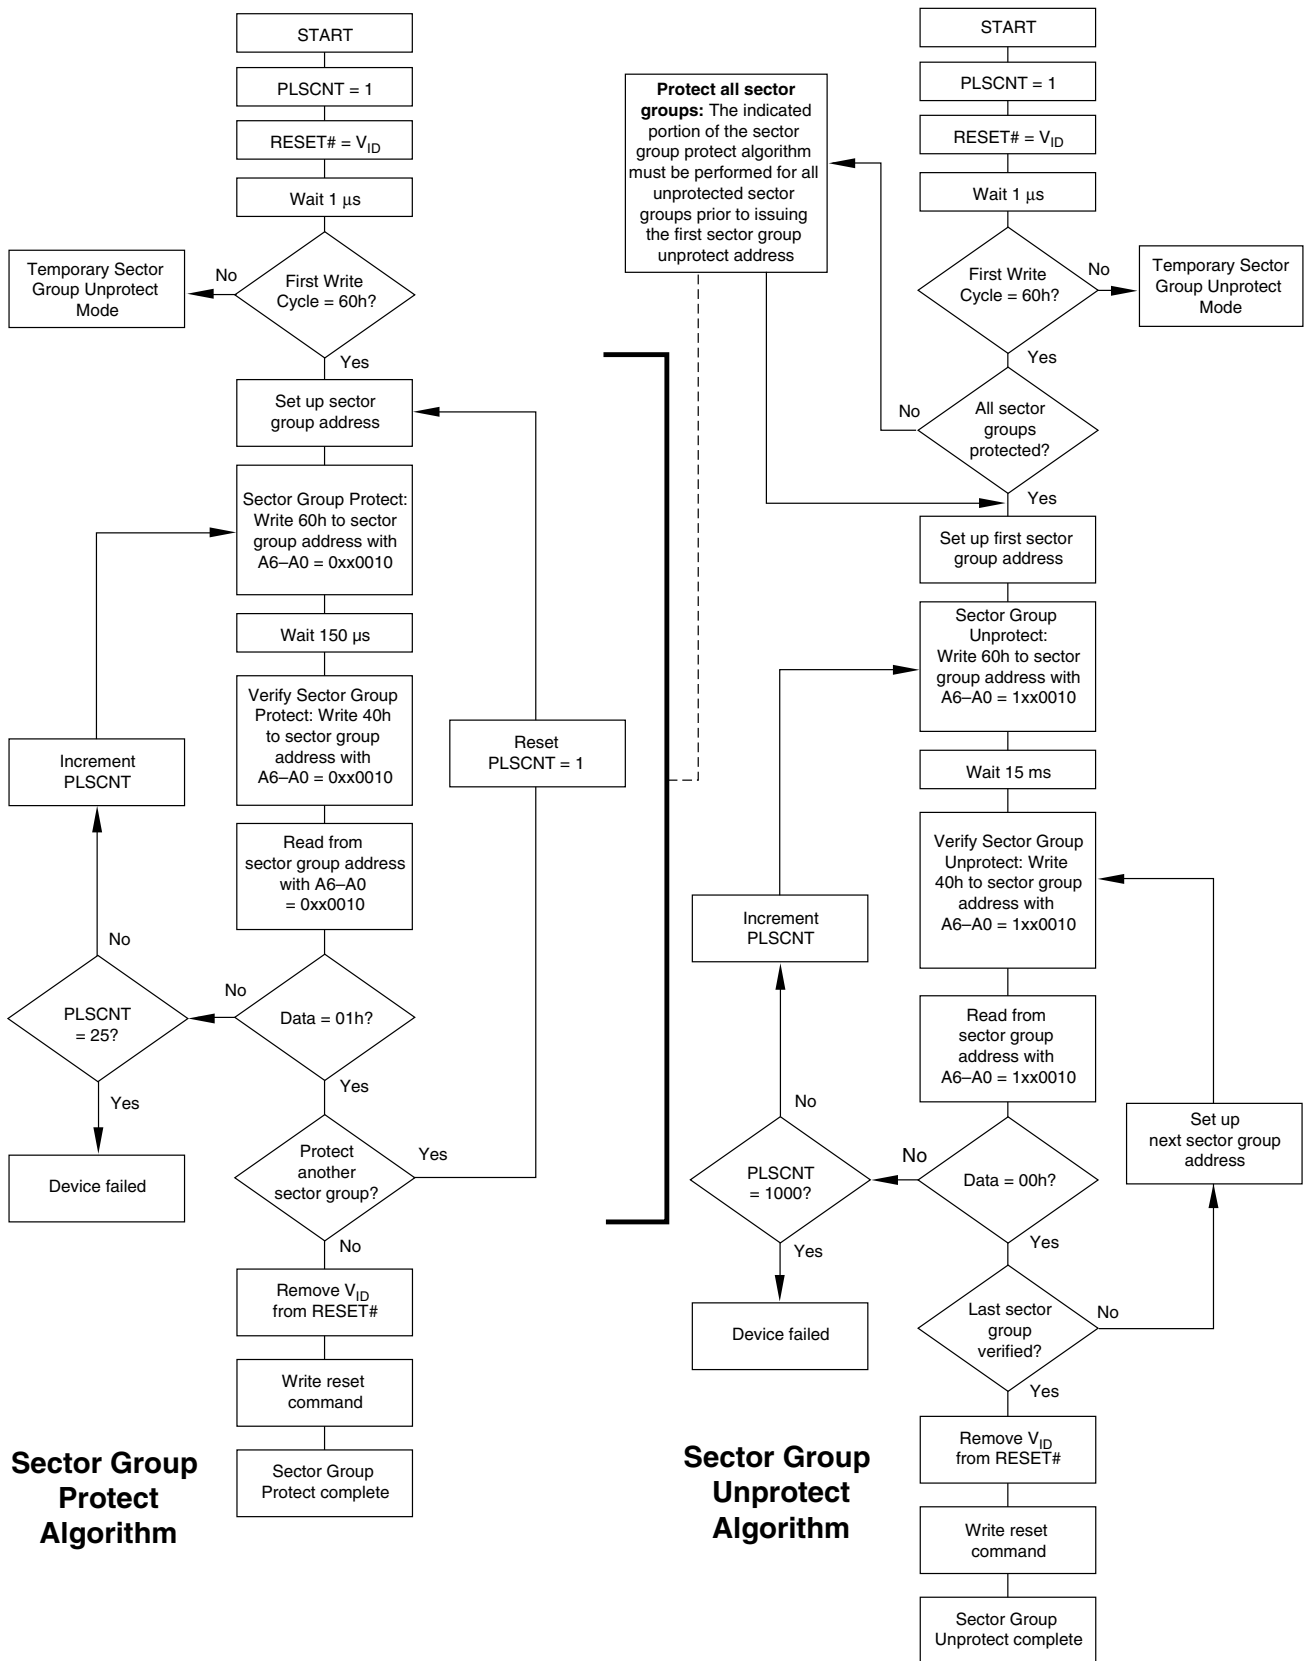 START
PLSCNT = 1
RESET# = VID
Wait 1 μs
First Write
Cycle = 60h?
No
Temporary Sector
Group Unprotect
Mode
Yes
Set up sector
group address
Sector Group Protect:
Write 60h to sector
group address with
A6–A0 = 0xx0010
Wait 150 µs
Verify Sector Group
Protect: Write 40h
to sector group
address with
A6–A0 = 0xx0010
Increment
PLSCNT
Reset
PLSCNT = 1
Read from
sector group address
with A6–A0
= 0xx0010
No
PLSCNT
= 25?
No
Data = 01h?
Yes
Yes
Device failed
Protect
another
sector group?
Yes
No
Remove VID
from RESET#
Write reset
command
Sector Group
Protect complete
Sector Group
Protect
Algorithm
Protect all sector
groups: The indicated
portion of the sector
group protect algorithm
must be performed for all
unprotected sector
groups prior to issuing
the first sector group
unprotect address
START
PLSCNT = 1
RESET# = VID
Wait 1 μs
First Write
Cycle = 60h?
No
Temporary Sector
Group Unprotect
Mode
Yes
No
All sector
groups
protected?
Yes
Set up first sector
group address
Sector Group
Unprotect:
Write 60h to sector
group address with
A6–A0 = 1xx0010
Wait 15 ms
Verify Sector Group
Unprotect: Write
40h to sector group
address with
A6–A0 = 1xx0010
Increment
PLSCNT
Read from
sector group
address with
A6–A0 = 1xx0010
No
Set up
next sector group
address
PLSCNT
= 1000?
No
Data = 00h?
Yes
Yes
Device failed
Last sector
group
verified?
No
Yes
Remove VID
from RESET#
Write reset
command
Sector Group
Unprotect complete
Sector Group
Unprotect
Algorithm